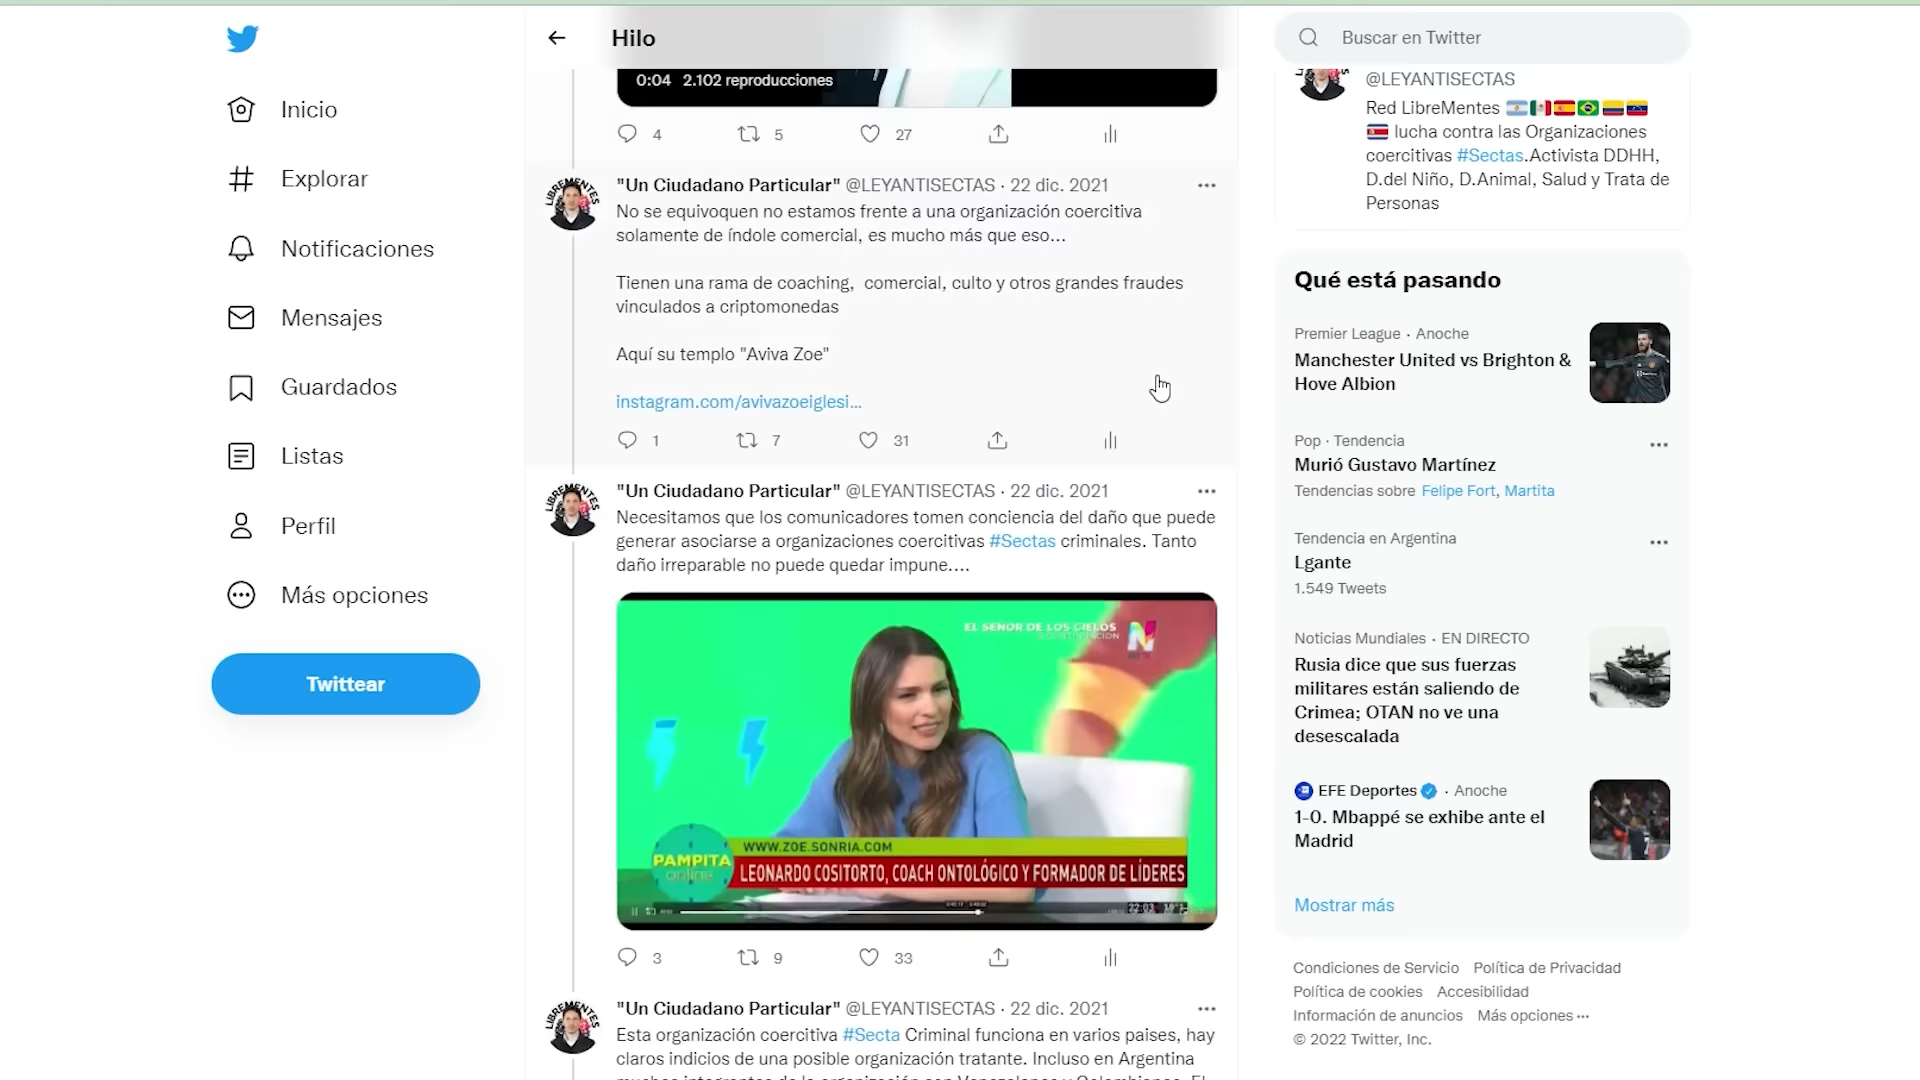 Inicio
Explorar
Notificaciones
Mensajes
Guardados
Listas
Perfil
Más opciones
Twittear
Hilo
0:04 2.102 reproducciones
4 5 27
"Un Ciudadano Particular" @LEYANTISECTAS · 22 dic. 2021
No se equivoquen no estamos frente a una organización coercitiva
solamente de índole comercial, es mucho más que eso...
Tienen una rama de coaching, comercial, culto y otros grandes fraudes
vinculados a criptomonedas
Aquí su templo "Aviva Zoe"
instagram.com/avivazoeiglesi...
1 7 31
"Un Ciudadano Particular" @LEYANTISECTAS · 22 dic. 2021
Necesitamos que los comunicadores tomen conciencia del daño que puede
generar asociarse a organizaciones coercitivas #Sectas criminales. Tanto
daño irreparable no puede quedar impune....
EL SEÑOR DE LOS CIELOS
N
WWW.ZOE.SONRIA.COM
PAMPITA
online
LEONARDO COSITORTO, COACH ONTOLÓGICO Y FORMADOR DE LÍDERES
22:03
3 9 33
"Un Ciudadano Particular" @LEYANTISECTAS · 22 dic. 2021
Esta organización coercitiva #Secta Criminal funciona en varios paises, hay
claros indicios de una posible organización tratante. Incluso en Argentina
Buscar en Twitter
@LEYANTISECTAS
Red LibreMentes
lucha contra las Organizaciones
coercitivas #Sectas.Activista DDHH,
D.del Niño, D.Animal, Salud y Trata de
Personas
Qué está pasando
Premier League · Anoche
Manchester United vs Brighton &
Hove Albion
Pop · Tendencia
Murió Gustavo Martínez
Tendencias sobre Felipe Fort, Martita
Tendencia en Argentina
Lgante
1.549 Tweets
Noticias Mundiales · EN DIRECTO
Rusia dice que sus fuerzas
militares están saliendo de
Crimea; OTAN no ve una
desescalada
EFE Deportes · Anoche
1-0. Mbappé se exhibe ante el
Madrid
Mostrar más
Condiciones de Servicio Política de Privacidad
Política de cookies Accesibilidad
Información de anuncios Más opciones ···
© 2022 Twitter, Inc.